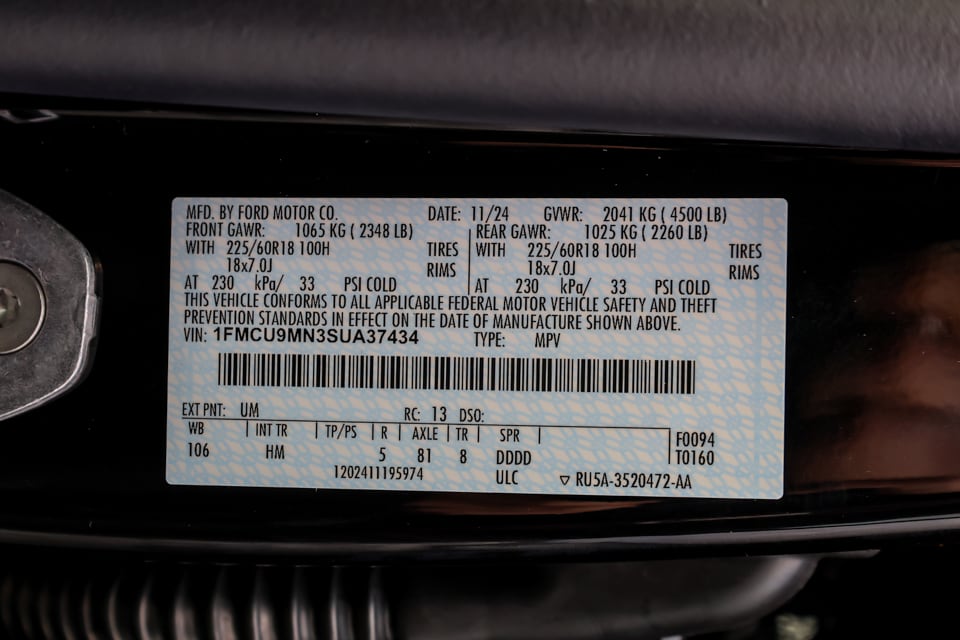 MFD. BY FORD MOTOR CO. DATE: 11/24 GVWR: 2041 KG ( 4500 LB)
FRONT GAWR: 1065 KG ( 2348 LB) REAR GAWR: 1025 KG ( 2260 LB)
WITH 225/60R18 100H TIRES WITH 225/60R18 100H TIRES
18x7.0J RIMS 18x7.0J RIMS
AT 230 kPa/ 33 PSI COLD AT 230 kPa/ 33 PSI COLD
THIS VEHICLE CONFORMS TO ALL APPLICABLE FEDERAL MOTOR VEHICLE SAFETY AND THEFT
PREVENTION STANDARDS IN EFFECT ON THE DATE OF MANUFACTURE SHOWN ABOVE.
VIN: 1FMCU9MN3SUA37434 TYPE: MPV
EXT PNT: UM RC: 13 DSO:
WB INT TR TP/PS R AXLE TR SPR F0094
106 HM 5 81 8 DDDD T0160
1202411195974 ULC ▽ RU5A-3520472-AA